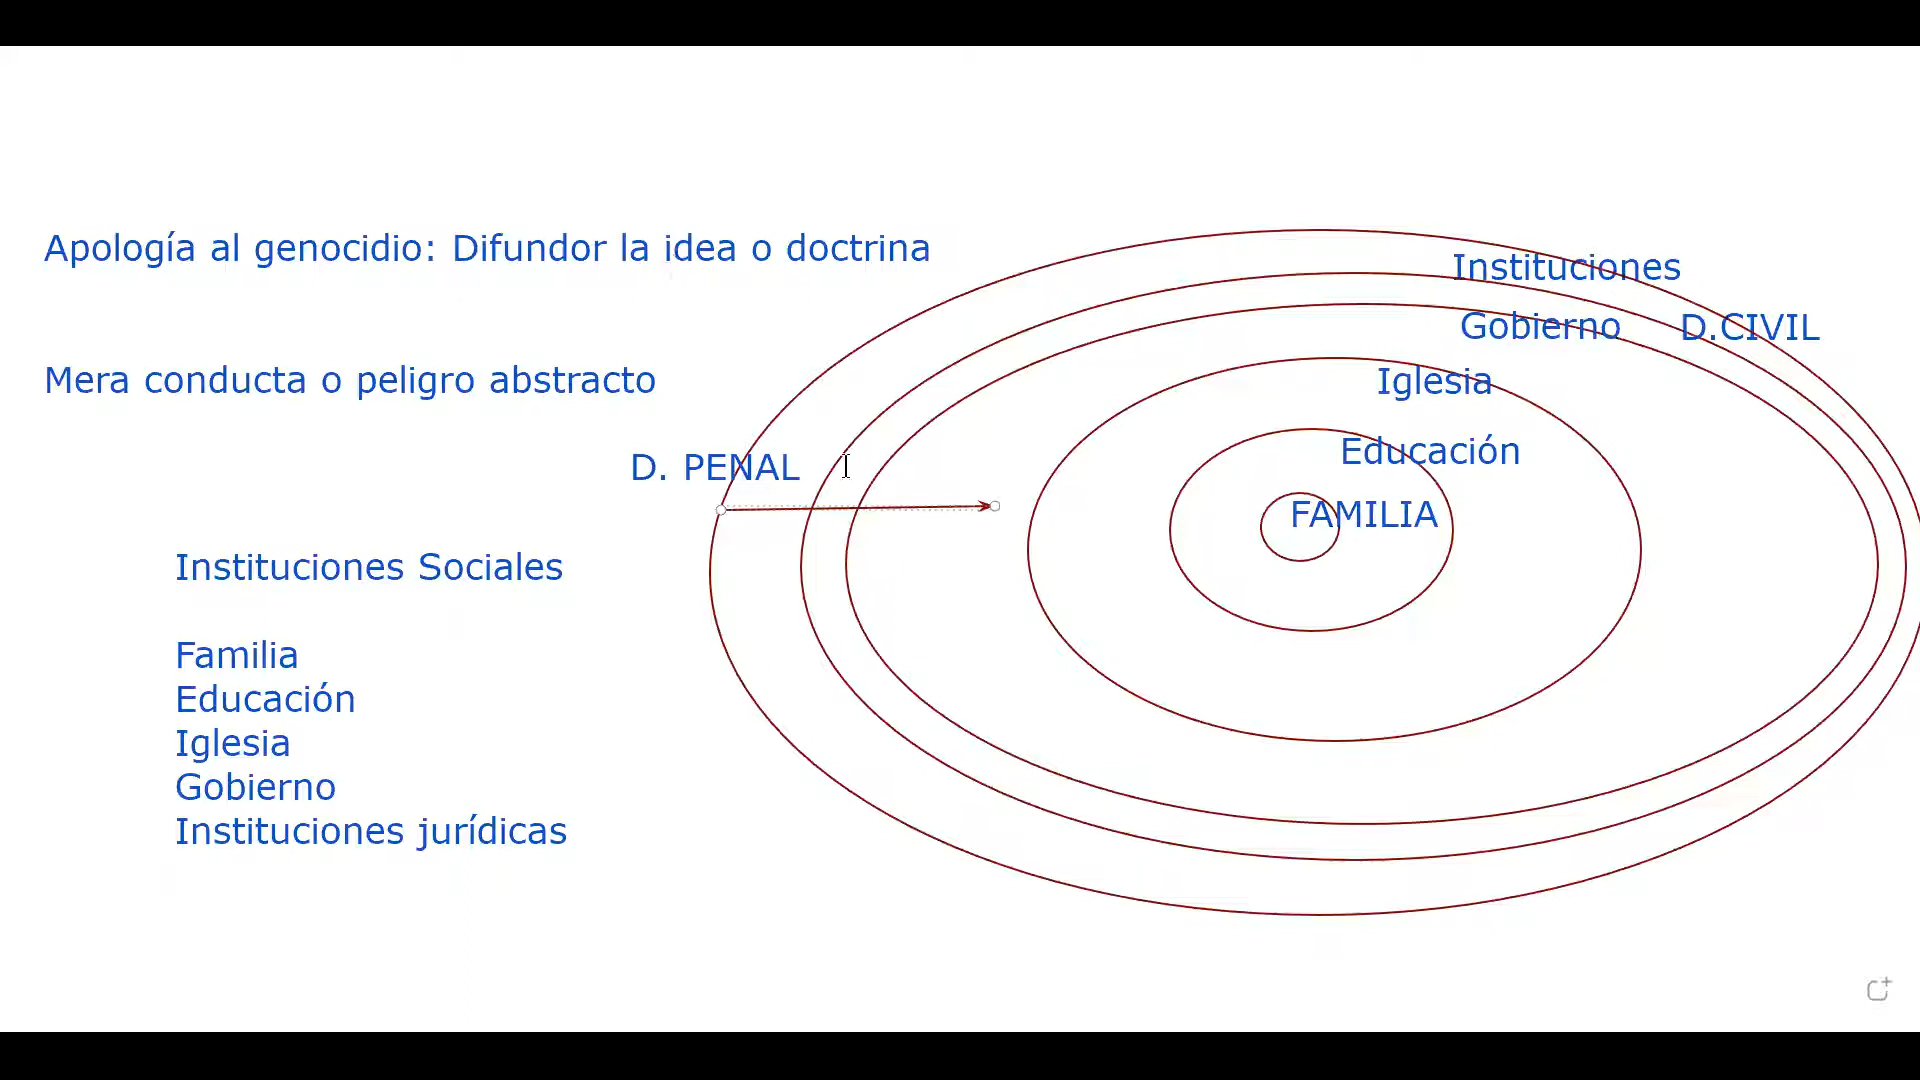 Apología al genocidio: Difundor la idea o doctrina
Mera conducta o peligro abstracto
D. PENAL
Instituciones Sociales
Familia
Educación
Iglesia
Gobierno
Instituciones jurídicas
Instituciones
Gobierno
D.CIVIL
Iglesia
Educación
FAMILIA